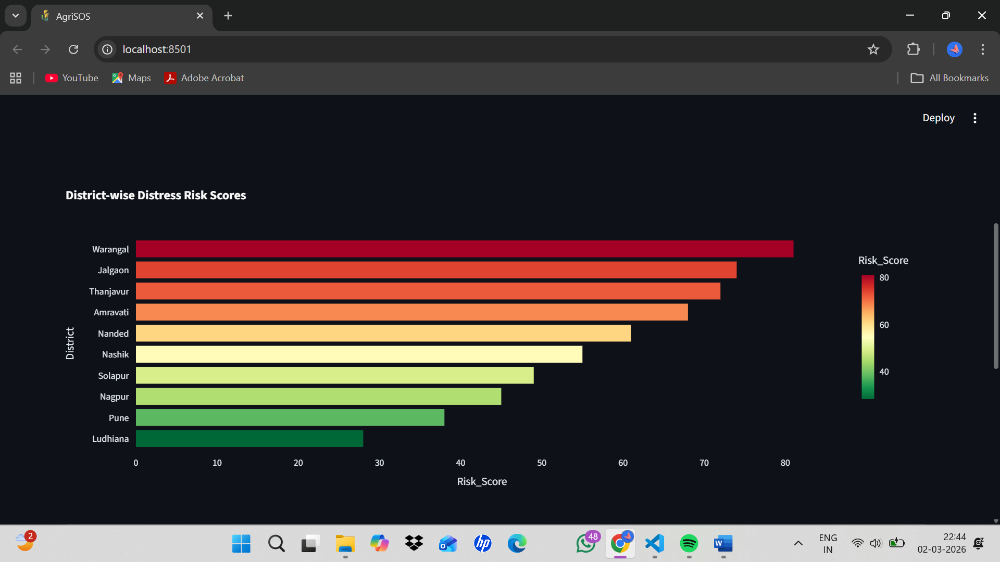 AgriSOS
localhost:8501
YouTube
Maps
Adobe Acrobat
All Bookmarks
Deploy
District-wise Distress Risk Scores
District
Warangal
Jalgaon
Thanjavur
Amravati
Nanded
Nashik
Solapur
Nagpur
Pune
Ludhiana
0 10 20 30 40 50 60 70 80
Risk_Score
Risk_Score
80
60
40
2
hp
48
W
ENG
IN
22:44
02-03-2026